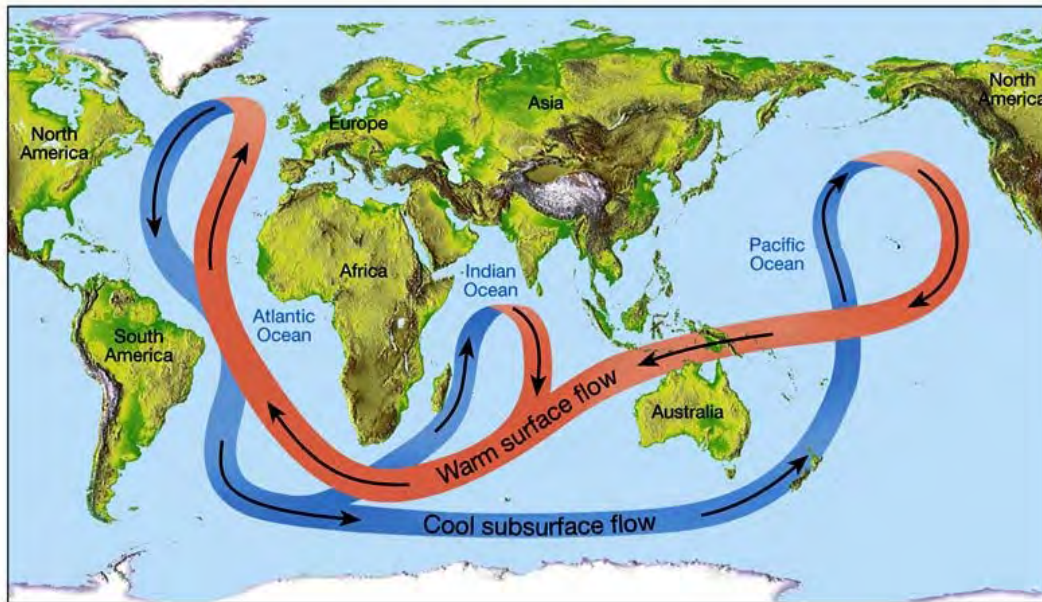 North
America
Europe
Asia
North
America
Africa
Indian
Ocean
Pacific
Ocean
Atlantic
Ocean
South
America
Australia
Warm surface flow
Cool subsurface flow